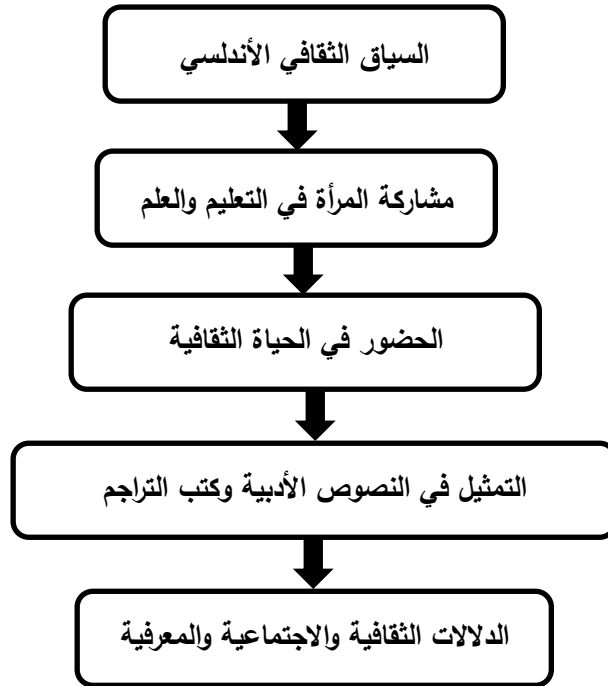 السياق الثقافي الأندلسي
مشاركة المرأة في التعليم والعلم
الحضور في الحياة الثقافية
التمثيل في النصوص الأدبية وكتب التراجم
الدلالات الثقافية والاجتماعية والمعرفية